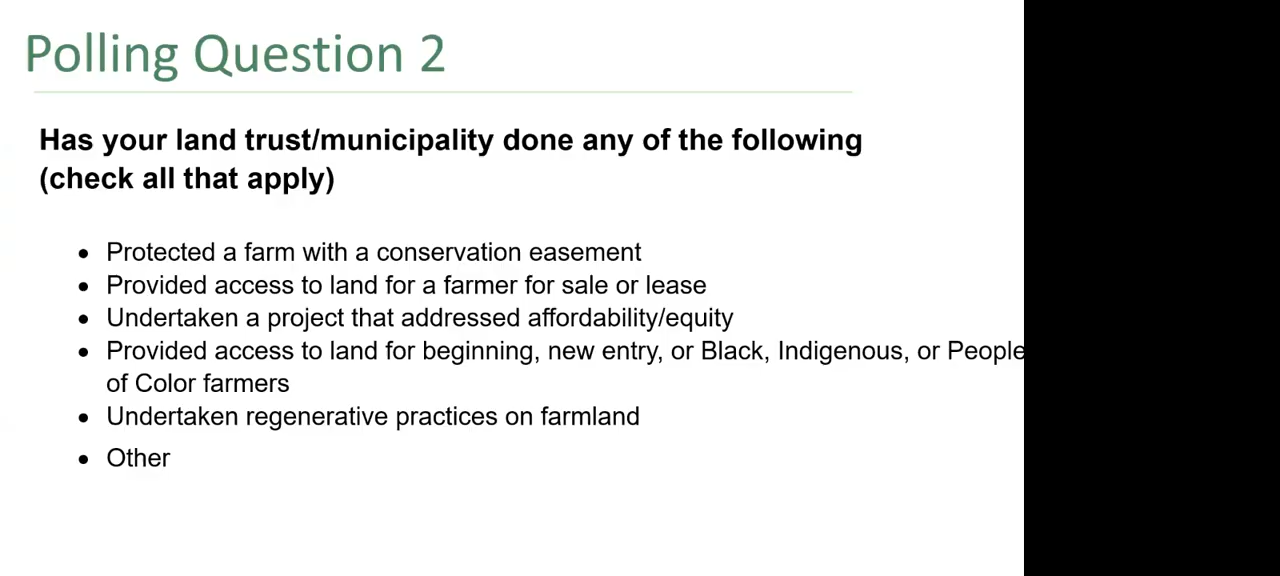 Polling Question 2
Has your land trust/municipality done any of the following
(check all that apply)
• Protected a farm with a conservation easement
• Provided access to land for a farmer for sale or lease
• Undertaken a project that addressed affordability/equity
• Provided access to land for beginning, new entry, or Black, Indigenous, or People
of Color farmers
• Undertaken regenerative practices on farmland
• Other